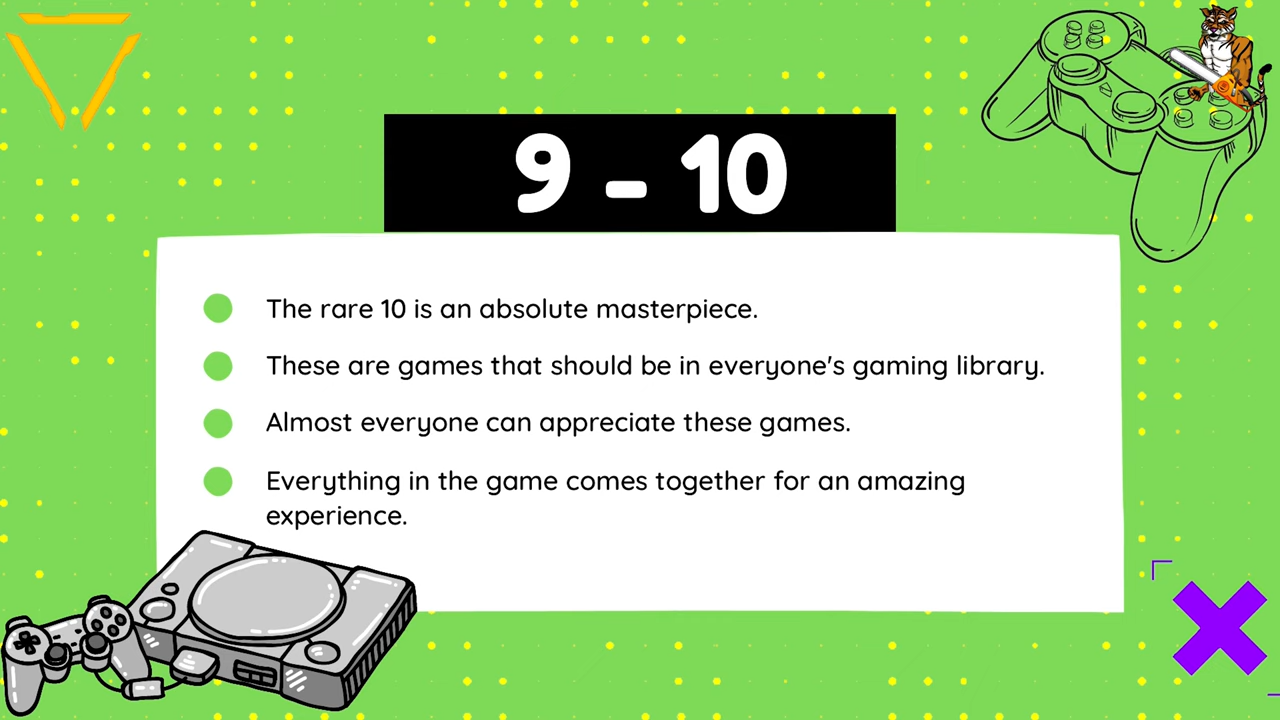 9 - 10
The rare 10 is an absolute masterpiece.
These are games that should be in everyone's gaming library.
Almost everyone can appreciate these games.
Everything in the game comes together for an amazing
experience.